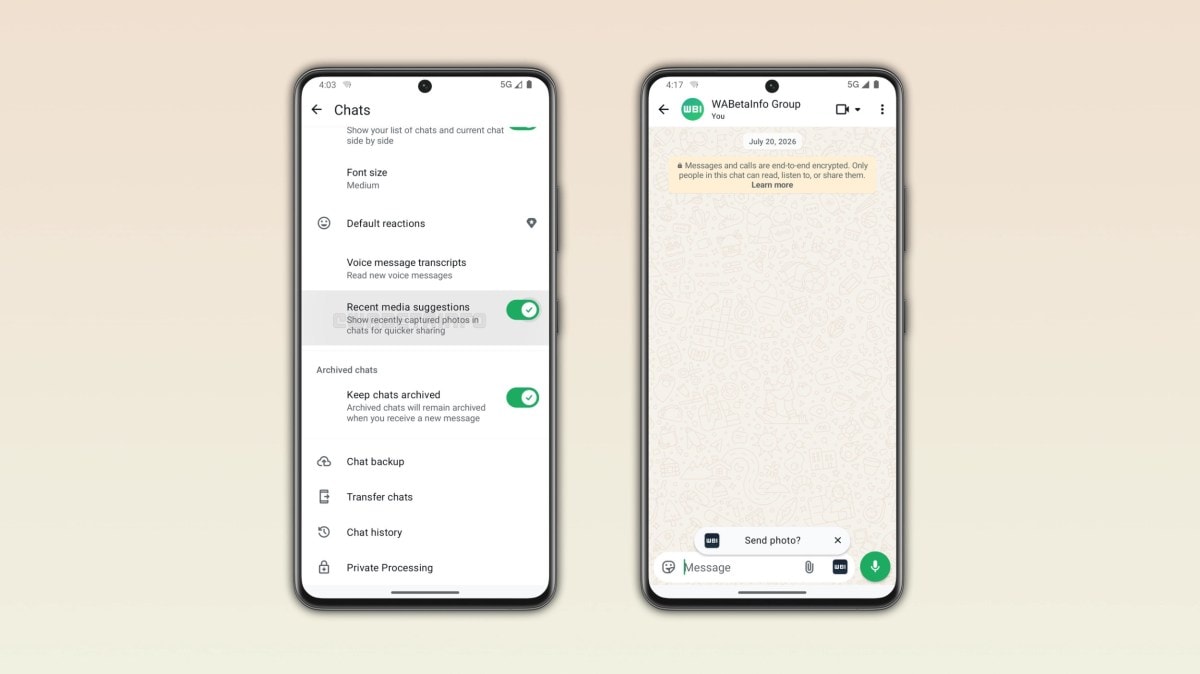 4:03
5G
Chats
Show your list of chats and current chat
side by side
Font size
Medium
Default reactions
Voice message transcripts
Read new voice messages
Recent media suggestions
Show recently captured photos in
chats for quicker sharing
Archived chats
Keep chats archived
Archived chats will remain archived
when you receive a new message
Chat backup
Transfer chats
Chat history
Private Processing
4:17
5G
WBI
WABetaInfo Group
You
July 20, 2026
Messages and calls are end-to-end encrypted. Only
people in this chat can read, listen to, or share them.
Learn more
WBI
Send photo?
Message
WBI